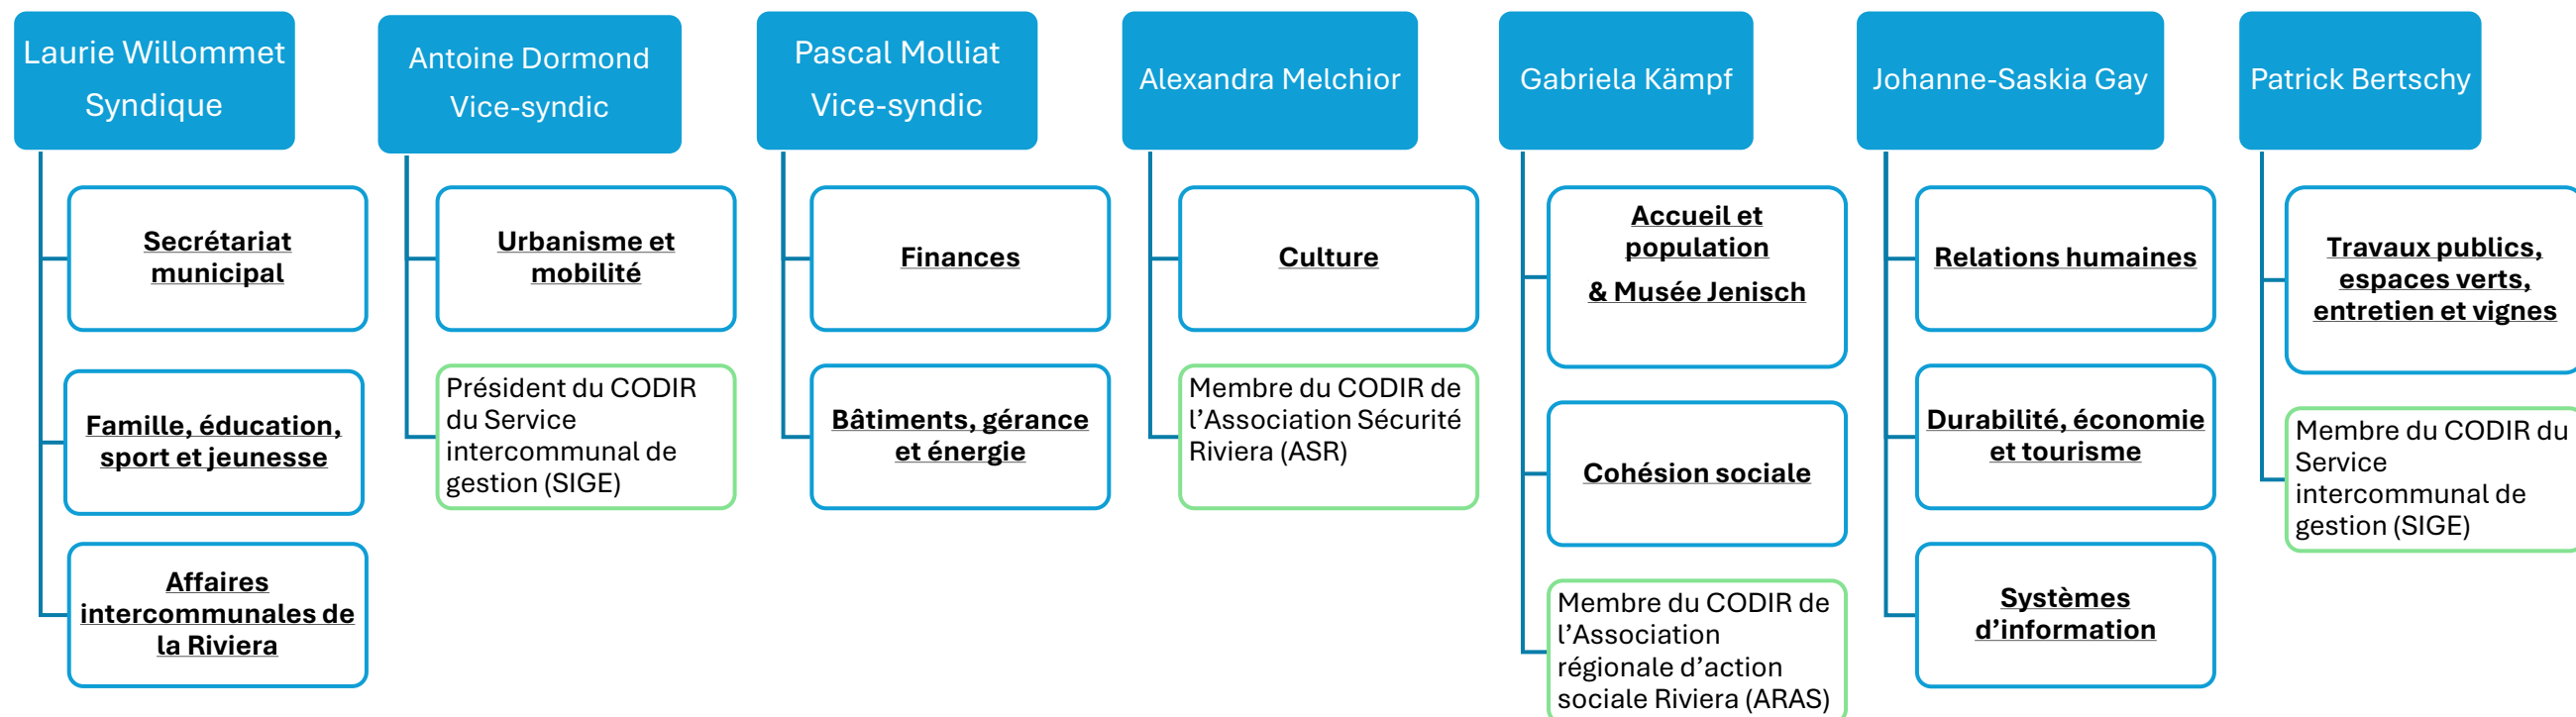 Laurie Willommet
Syndique
Secrétariat
municipal
Famille, éducation,
sport et jeunesse
Affaires
intercommunales de
la Riviera
Antoine Dormond
Vice-syndic
Urbanisme et
mobilité
Président du CODIR
du Service
intercommunal de
gestion (SIGE)
Pascal Molliat
Vice-syndic
Finances
Bâtiments, gérance
et énergie
Alexandra Melchior
Culture
Membre du CODIR de
l’Association Sécurité
Riviera (ASR)
Gabriela Kämpf
Accueil et
population
& Musée Jenisch
Cohésion sociale
Membre du CODIR de
l’Association
régionale d’action
sociale Riviera (ARAS)
Johanne-Saskia Gay
Relations humaines
Durabilité, économie
et tourisme
Systèmes
d’information
Patrick Bertschy
Travaux publics,
espaces verts,
entretien et vignes
Membre du CODIR du
Service
intercommunal de
gestion (SIGE)